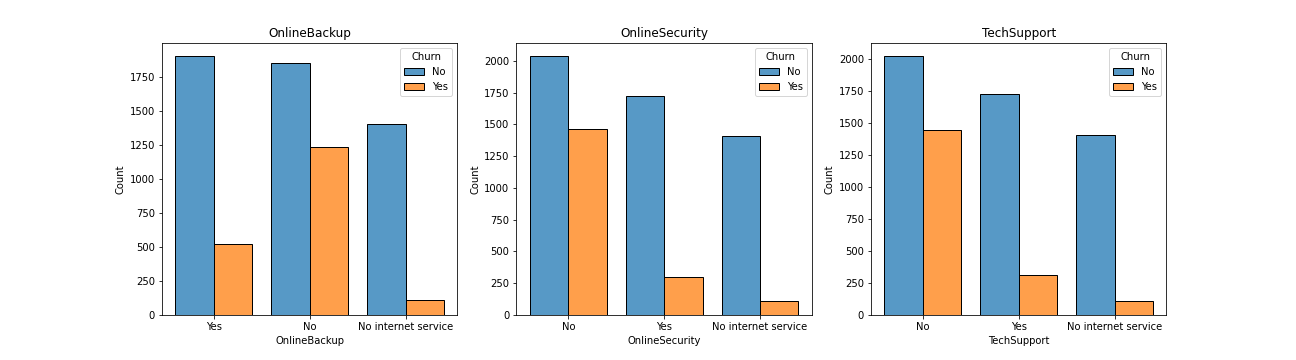 OnlineBackup
Count
1750
1500
1250
1000
750
500
250
0
Churn
No
Yes
Yes
No
No internet service
OnlineBackup
OnlineSecurity
Count
2000
1750
1500
1250
1000
750
500
250
0
Churn
No
Yes
No
Yes
No internet service
OnlineSecurity
TechSupport
Count
2000
1750
1500
1250
1000
750
500
250
0
Churn
No
Yes
No
Yes
No internet service
TechSupport